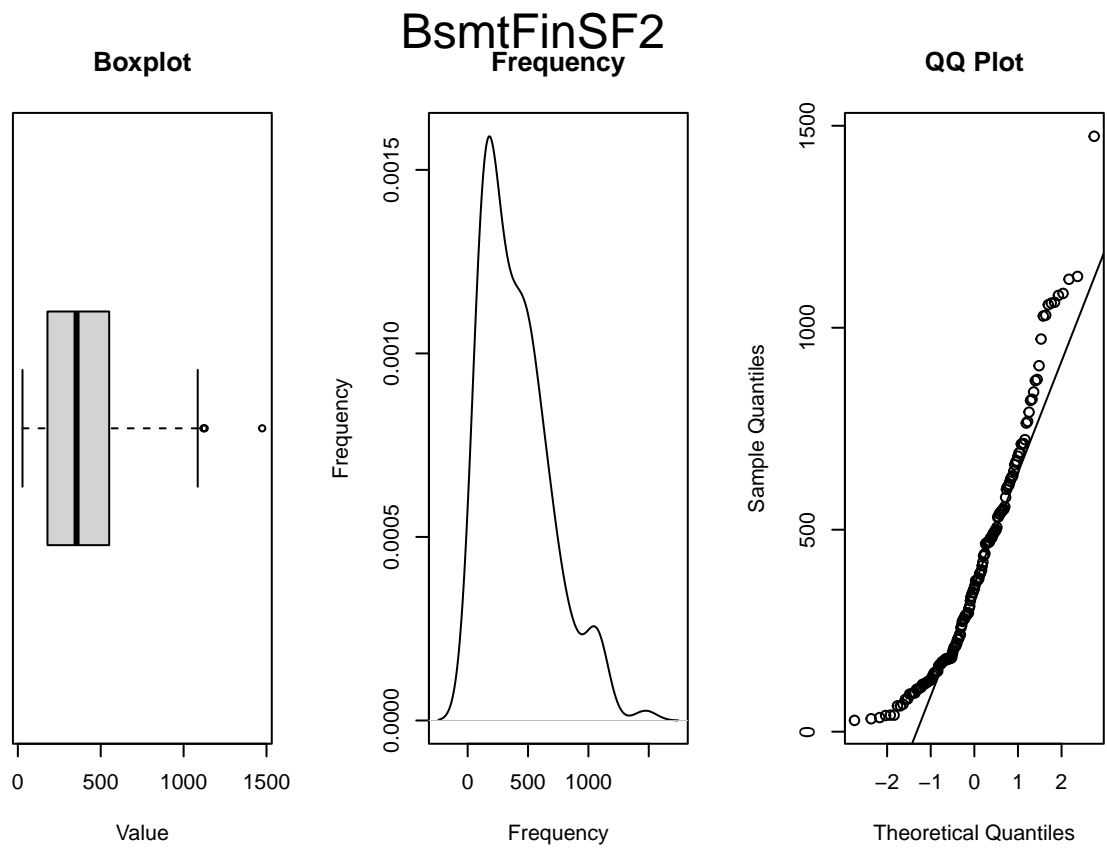 BsmtFinSF2
Boxplot
0 500 1000 1500
Value
Frequency
Frequency
0.0000 0.0005 0.0010 0.0015
0 500 1000
Frequency
QQ Plot
Sample Quantiles
0 500 1000 1500
−2 −1 0 1 2
Theoretical Quantiles